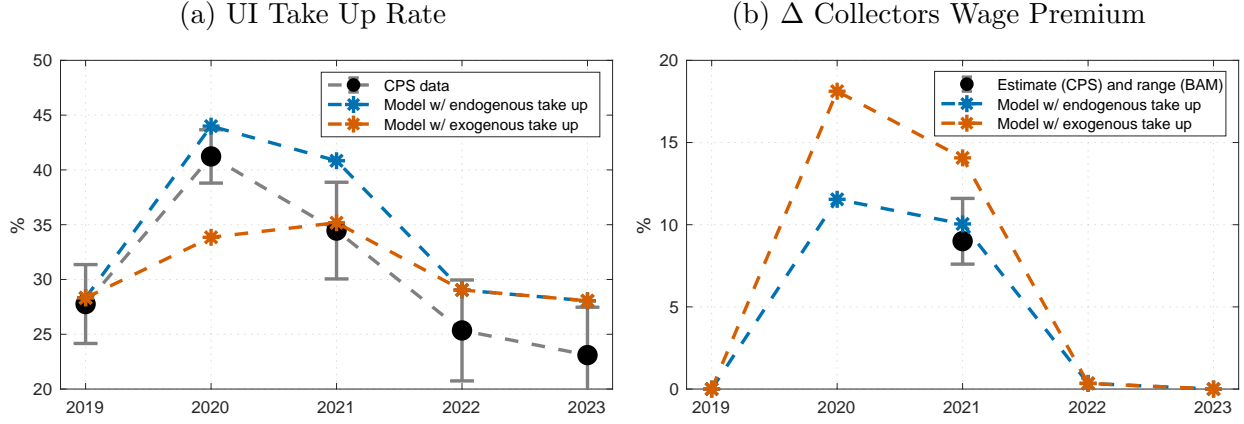 (a) UI Take Up Rate
50
45
40
35
30
25
20
%
2019 2020 2021 2022 2023
CPS data
Model w/ endogenous take up
Model w/ exogenous take up
(b) Δ Collectors Wage Premium
20
15
10
5
0
%
2019 2020 2021 2022 2023
Estimate (CPS) and range (BAM)
Model w/ endogenous take up
Model w/ exogenous take up